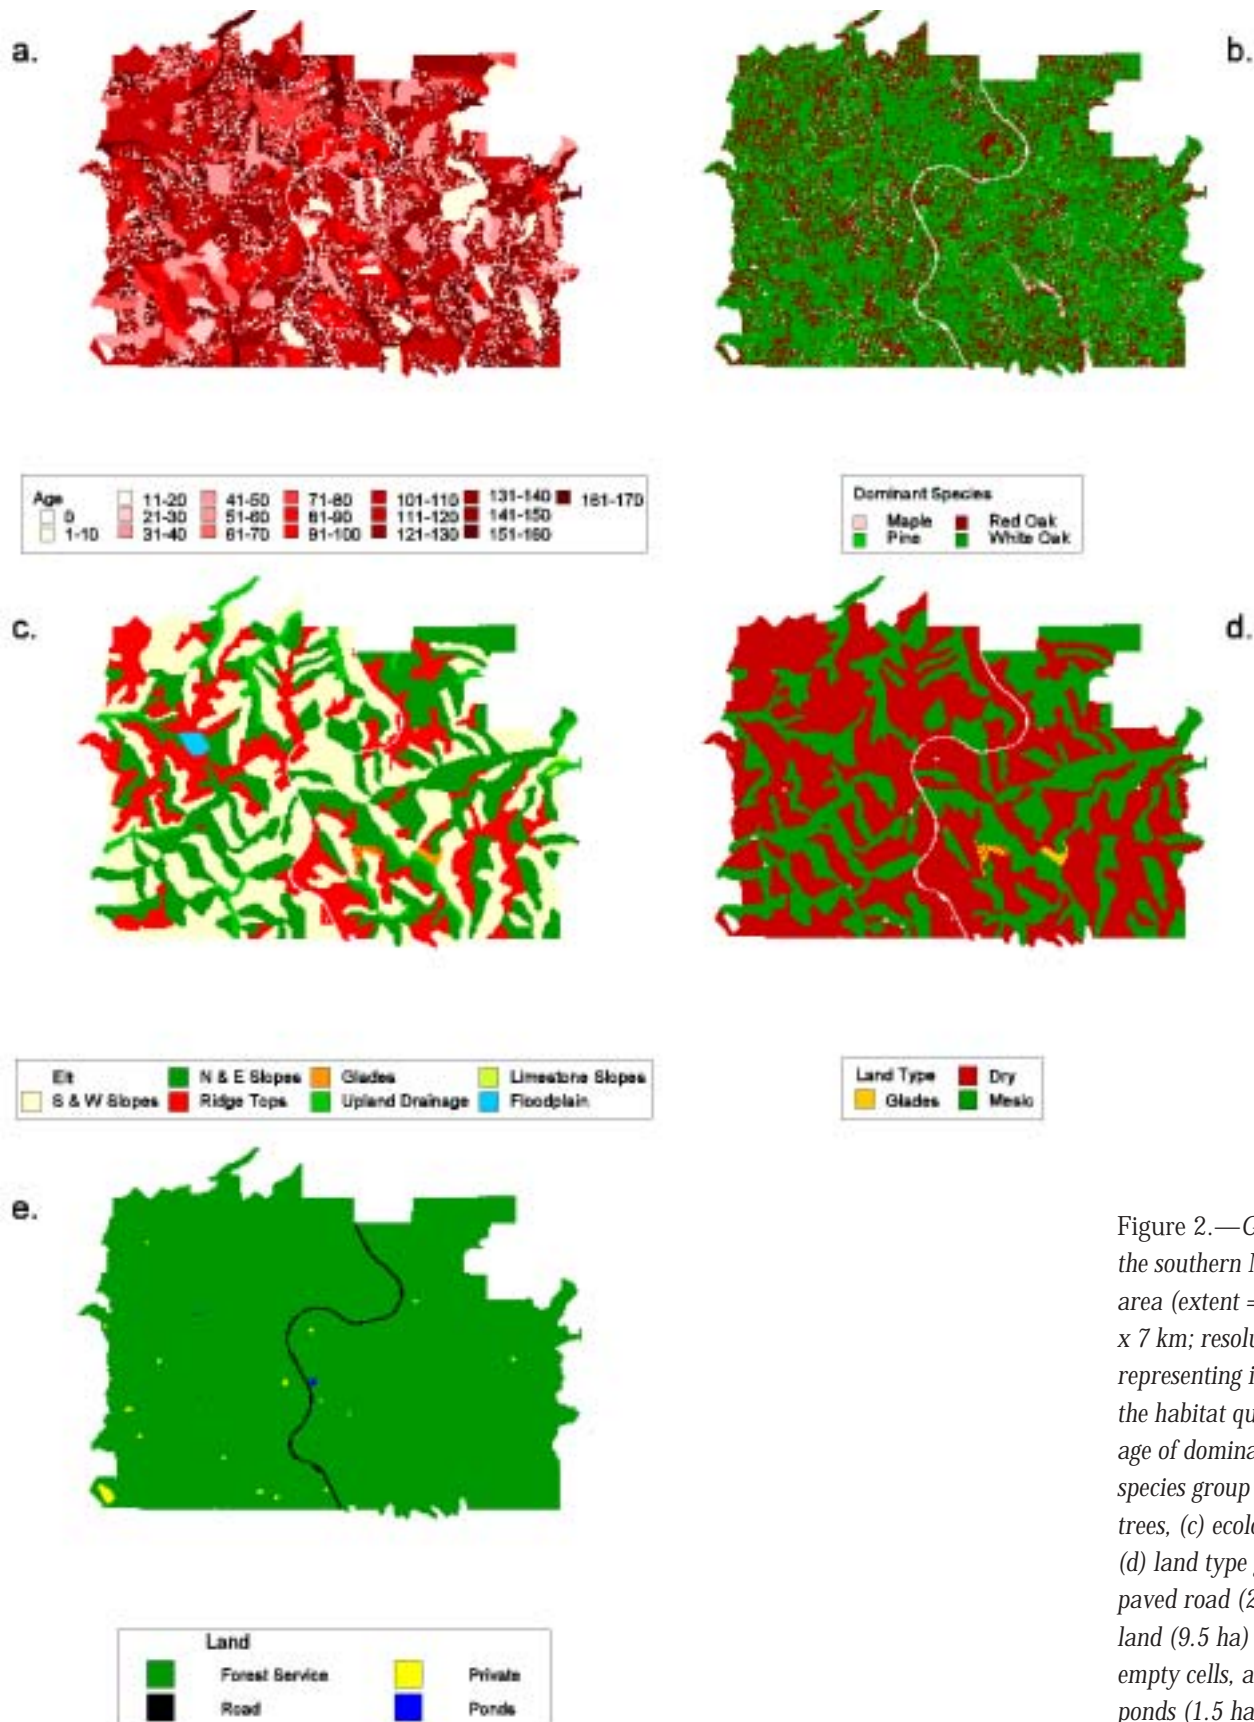 a.
b.
Age
0
1-10
11-20
21-30
31-40
41-50
51-60
61-70
71-80
81-90
91-100
101-110
111-120
121-130
131-140
141-150
151-160
161-170
Dominant Species
Maple
Pine
Red Oak
White Oak
c.
d.
Elt
S & W Slopes
N & E Slopes
Ridge Tops
Glades
Upland Drainage
Limestone Slopes
Floodplain
Land Type
Glades
Dry
Mesic
e.
Land
Forest Service
Road
Private
Ponds
Figure 2.—G
the southern
area (extent =
x 7 km; resolu
representing i
the habitat qu
age of domina
species group
trees, (c) ecolo
(d) land type
paved road (2
land (9.5 ha)
empty cells, a
ponds (1.5 ha